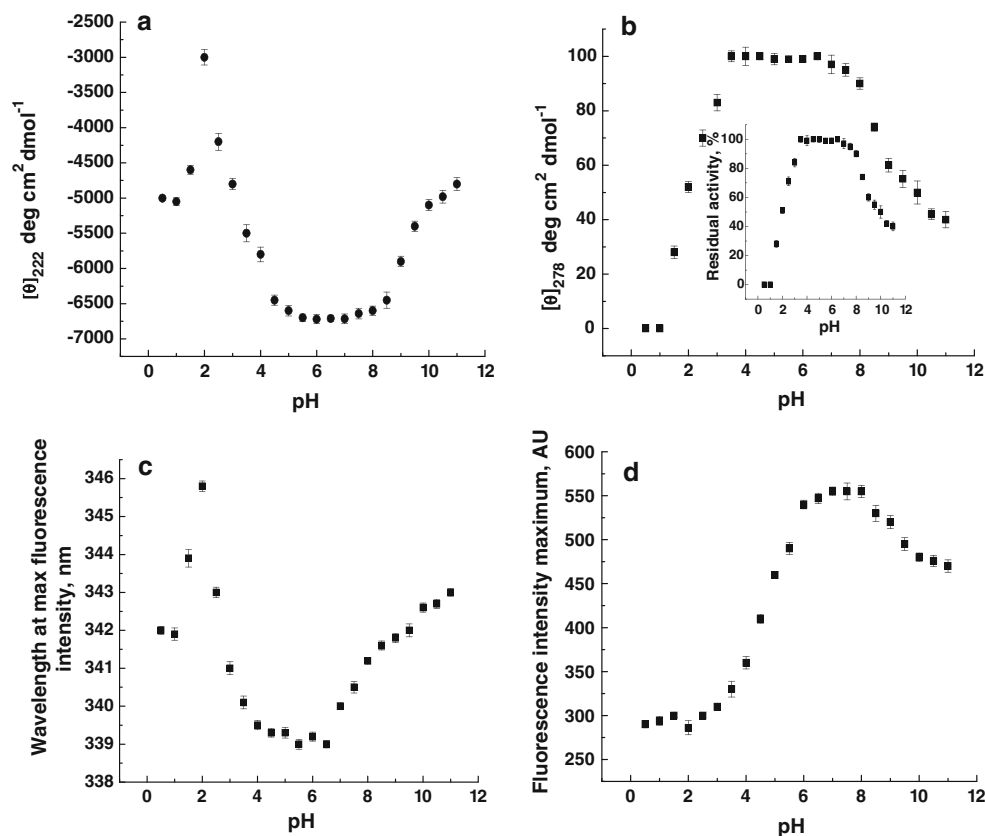 a
-2500
-3000
-3500
-4000
-4500
-5000
-5500
-6000
-6500
-7000
[θ]222 deg cm² dmol⁻¹
0 2 4 6 8 10 12
pH
b
100
80
60
40
20
0
[θ]278 deg cm² dmol⁻¹
0 2 4 6 8 10 12
pH
100
80
60
40
20
0
Residual activity, %
0 2 4 6 8 10 12
pH
c
346
345
344
343
342
341
340
339
338
Wavelength at max fluorescence
intensity, nm
0 2 4 6 8 10 12
pH
d
600
550
500
450
400
350
300
250
Fluorescence intensity maximum, AU
0 2 4 6 8 10 12
pH